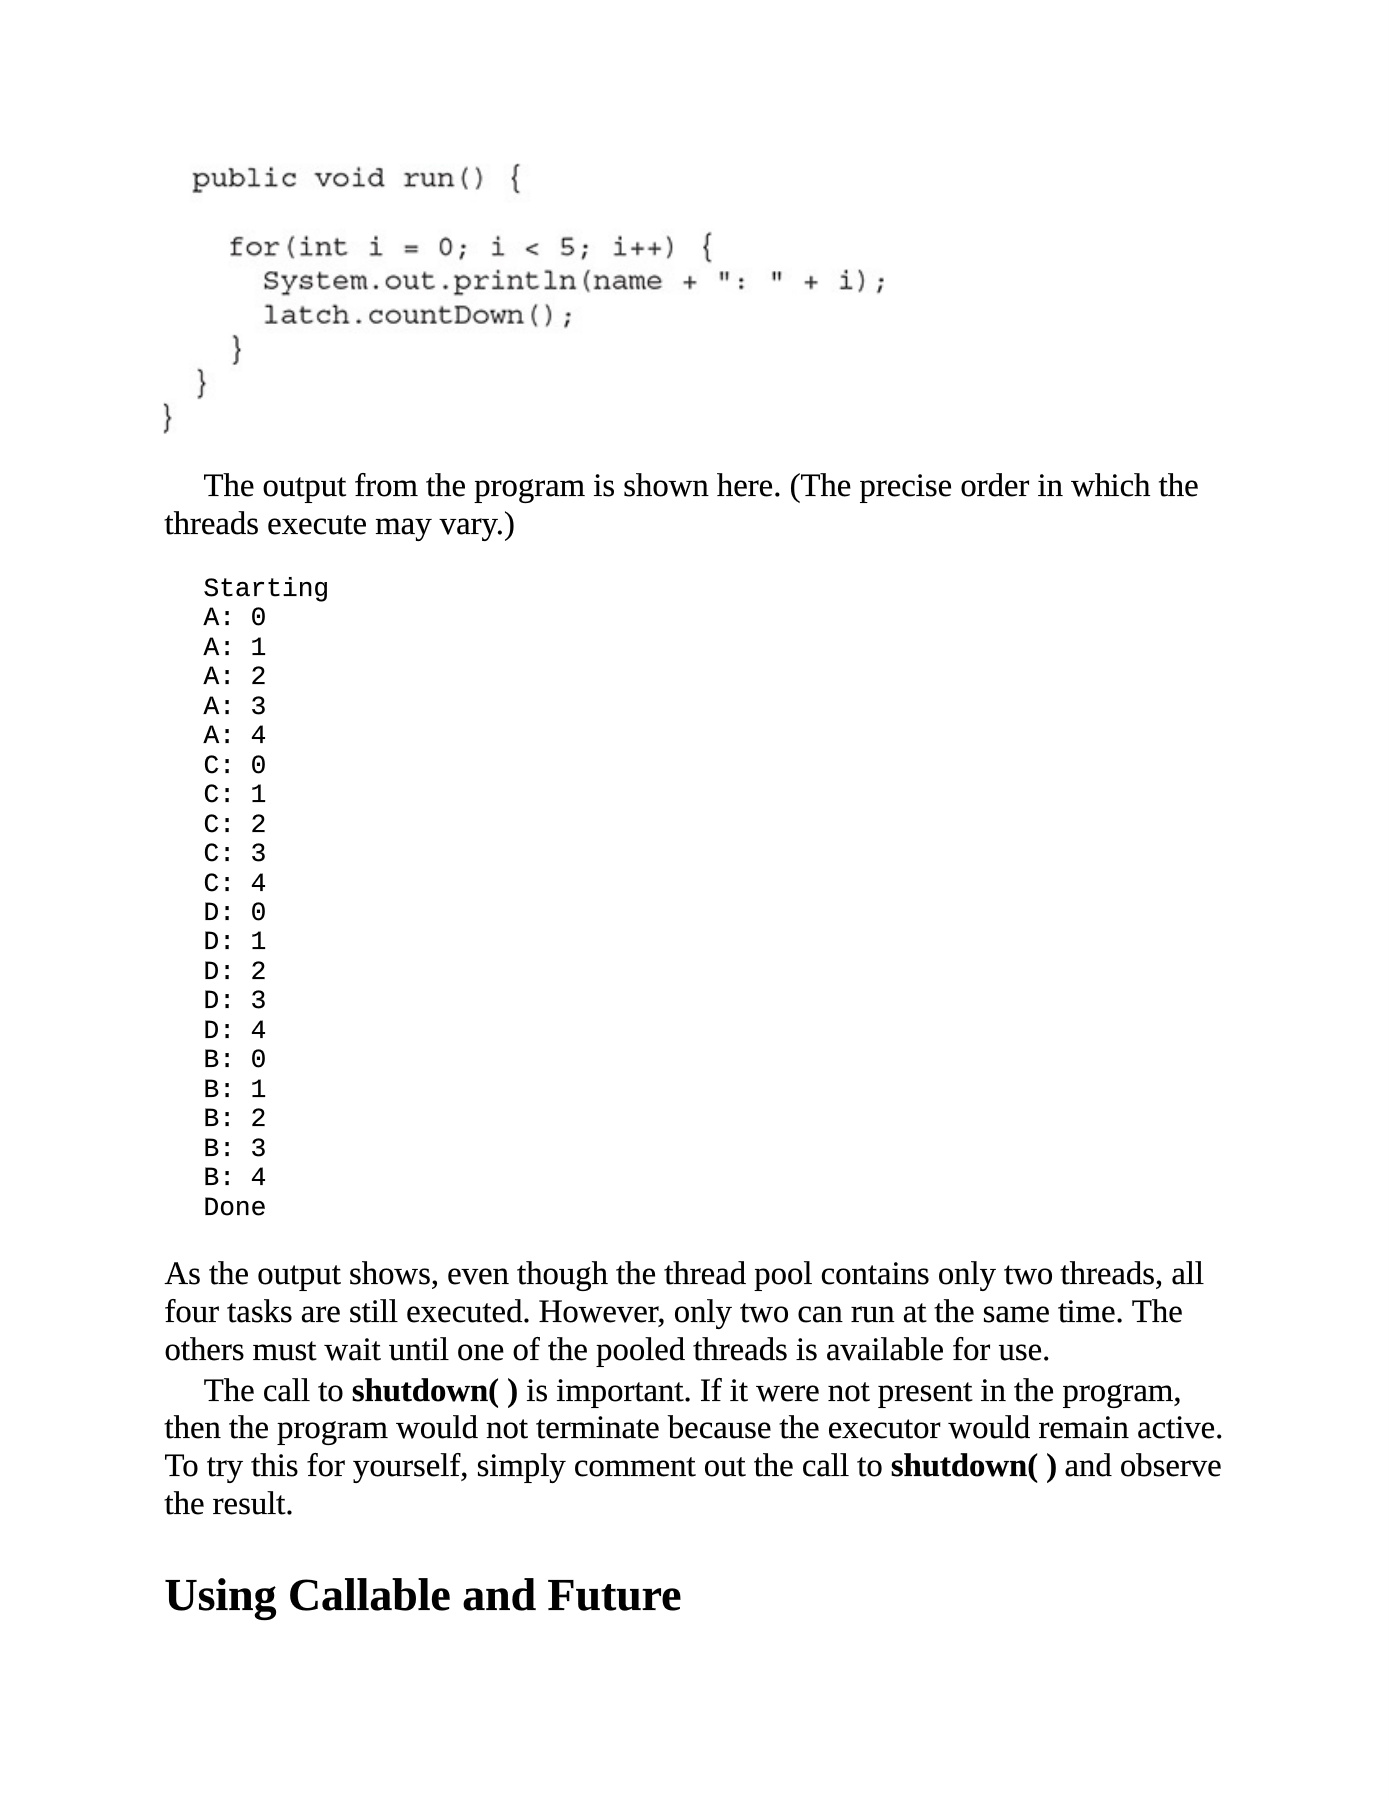 public void run() {
for(int i = 0; i < 5; i++) {
System.out.println(name + ": " + i);
latch.countDown();
}
}
}
The output from the program is shown here. (The precise order in which the
threads execute may vary.)
Starting
A: 0
A: 1
A: 2
A: 3
A: 4
C: 0
C: 1
C: 2
C: 3
C: 4
D: 0
D: 1
D: 2
D: 3
D: 4
B: 0
B: 1
B: 2
B: 3
B: 4
Done
As the output shows, even though the thread pool contains only two threads, all
four tasks are still executed. However, only two can run at the same time. The
others must wait until one of the pooled threads is available for use.
The call to shutdown( ) is important. If it were not present in the program,
then the program would not terminate because the executor would remain active.
To try this for yourself, simply comment out the call to shutdown( ) and observe
the result.
Using Callable and Future